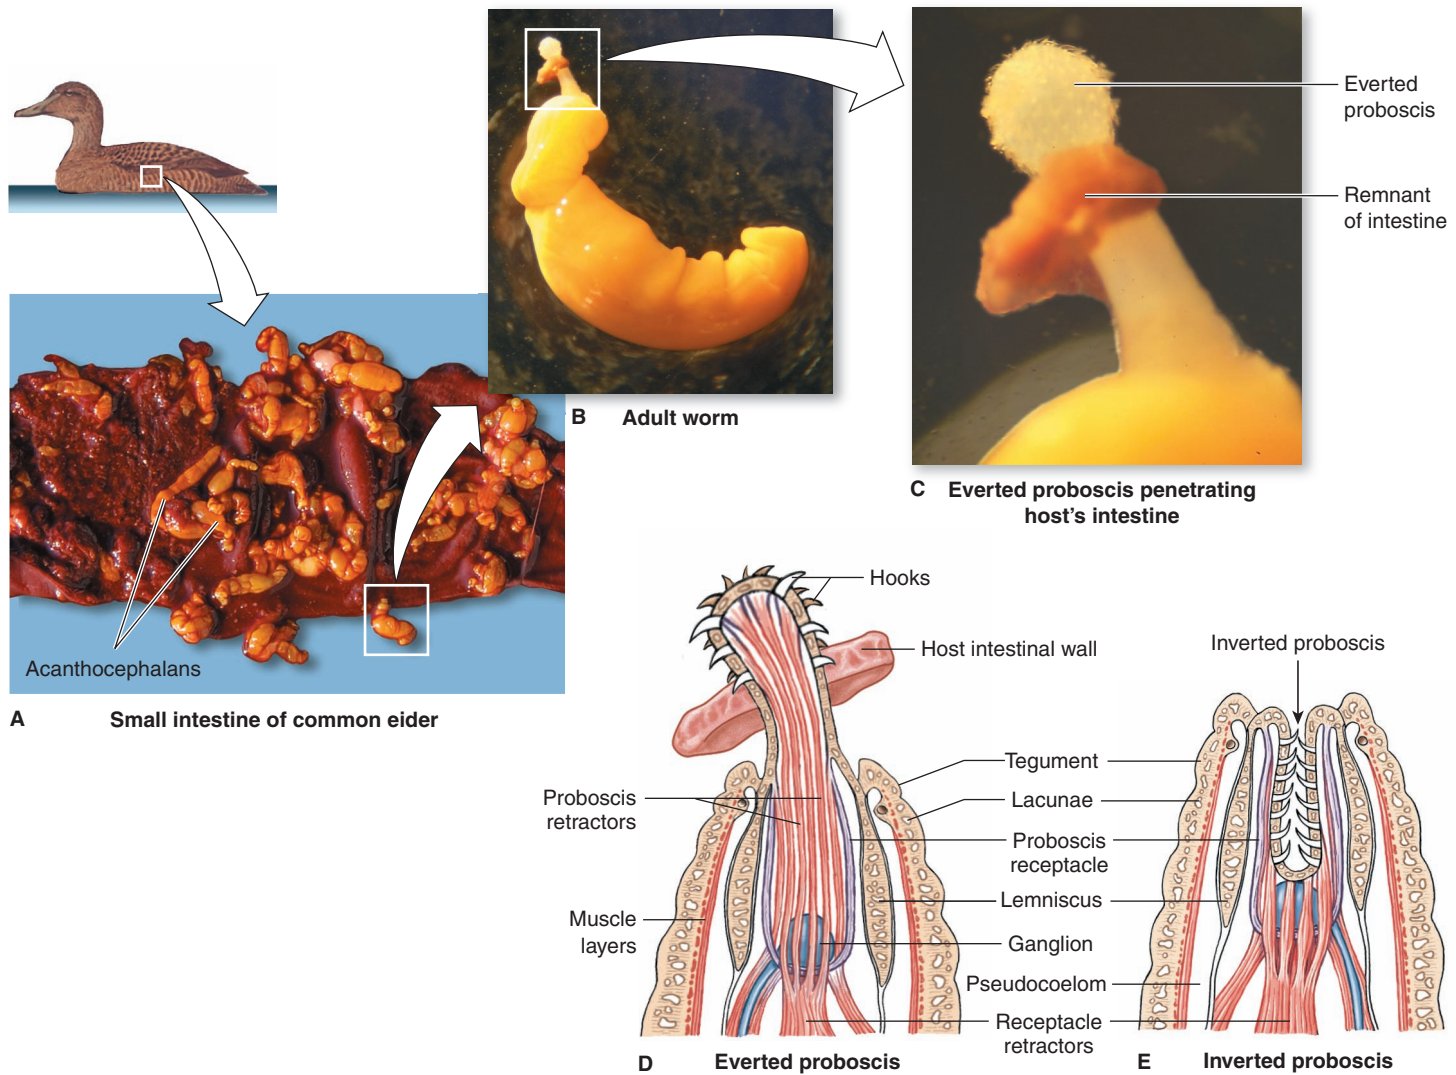 Everted
proboscis
Remnant
of intestine
B Adult worm
C Everted proboscis penetrating
host's intestine
Acanthocephalans
A Small intestine of common eider
Hooks
Host intestinal wall
Inverted proboscis
Tegument
Proboscis
retractors
Lacunae
Proboscis
receptacle
Lemniscus
Muscle
layers
Ganglion
Pseudocoelom
Receptacle
retractors
D Everted proboscis
E Inverted proboscis